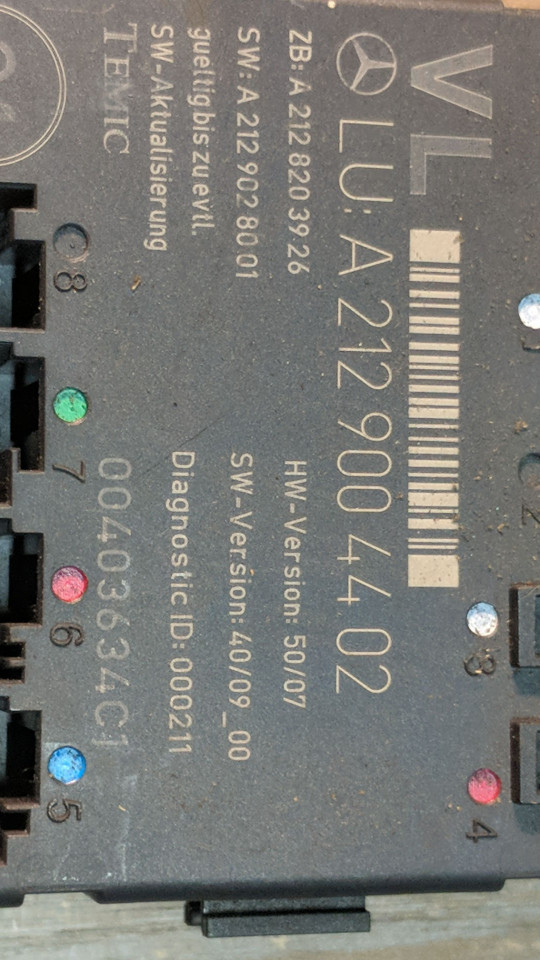 VL
LU: A 212 900 44 02
ZB: A 212 820 39 26
HW-Version: 50/07
SW: A 212 902 80 01
SW-Version: 40/09_00
gueltig bis zu evtl.
SW-Aktualisierung
Diagnostic ID: 000211
TEMIC
00403634C1
2
3
4
8
7
6
5